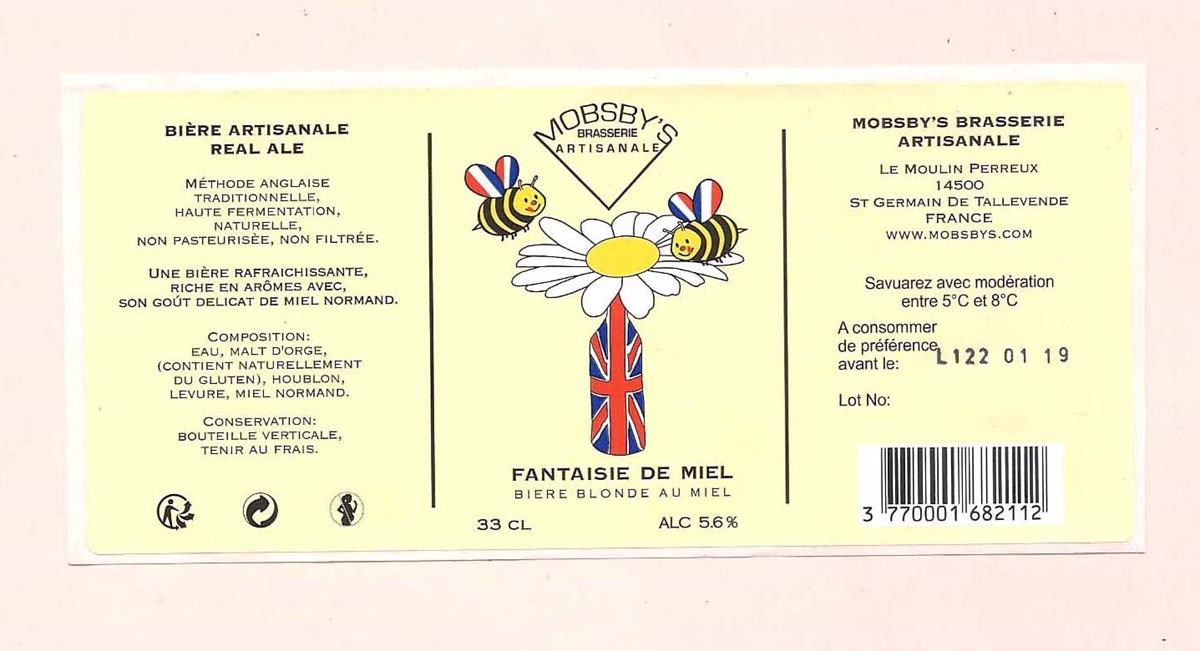 BIÈRE ARTISANALE
REAL ALE
MÉTHODE ANGLAISE
TRADITIONNELLE,
HAUTE FERMENTATION,
NATURELLE,
NON PASTEURISÈE, NON FILTRÉE.
UNE BIÈRE RAFRAICHISSANTE,
RICHE EN ARÔMES AVEC,
SON GOÛT DELICAT DE MIEL NORMAND.
COMPOSITION:
EAU, MALT D'ORGE,
(CONTIENT NATURELLEMENT
DU GLUTEN), HOUBLON,
LEVURE, MIEL NORMAND.
CONSERVATION:
BOUTEILLE VERTICALE,
TENIR AU FRAIS.
MOBSBY'S
BRASSERIE
ARTISANALE
FANTAISIE DE MIEL
BIERE BLONDE AU MIEL
33 CL ALC 5.6%
MOBSBY'S BRASSERIE
ARTISANALE
LE MOULIN PERREUX
14500
ST GERMAIN DE TALLEVENDE
FRANCE
WWW.MOBSBYS.COM
Savuarez avec modération
entre 5°C et 8°C
A consommer
de préférence
avant le: L122 01 19
Lot No:
3 770001 682112